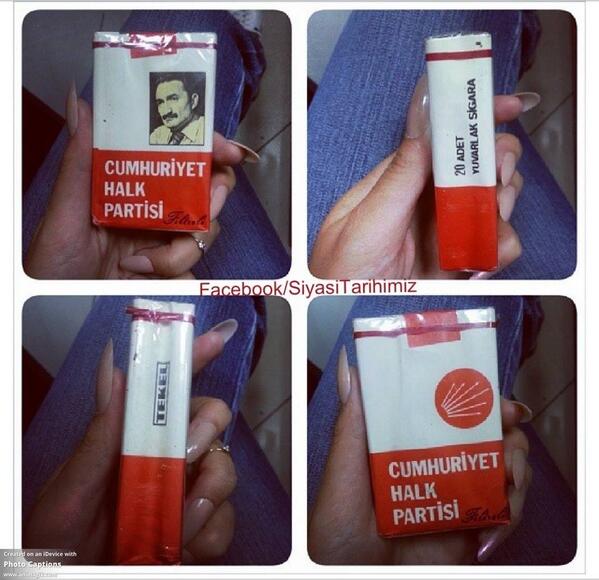 CUMHURİYET
HALK
PARTİSİ
Filtreli
20 ADET
YUVARLAK SİGARA
Facebook/SiyasiTarihimiz
TEKEL
CUMHURİYET
HALK
PARTİSİ
Filtreli
Created on an iDevice with
Photo Captions